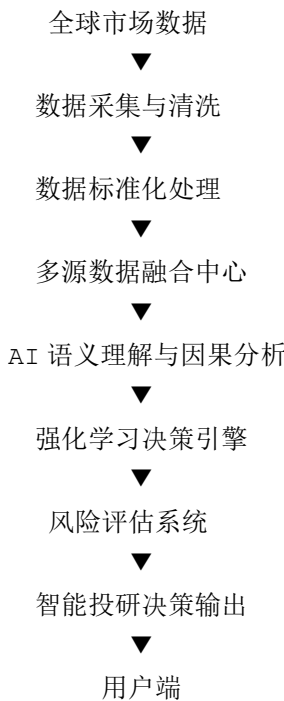 全球市场数据
▼
数据采集与清洗
▼
数据标准化处理
▼
多源数据融合中心
▼
AI 语义理解与因果分析
▼
强化学习决策引擎
▼
风险评估系统
▼
智能投研决策输出
▼
用户端